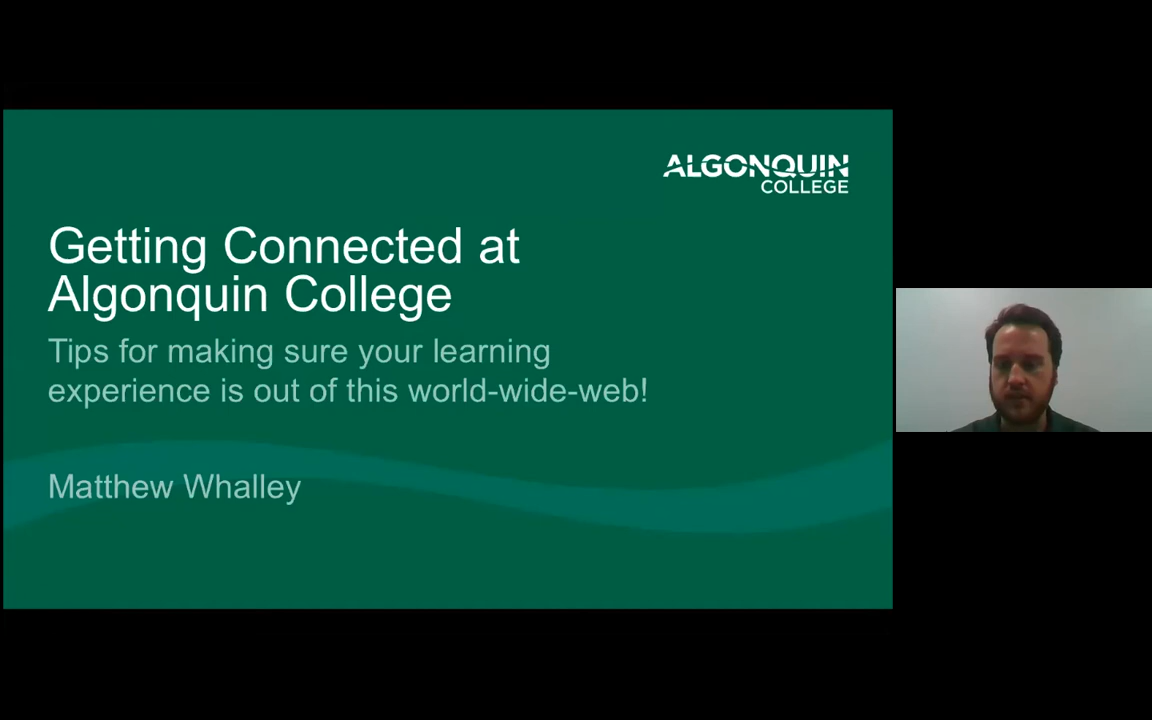 ALGONQUIN
COLLEGE
Getting Connected at
Algonquin College
Tips for making sure your learning
experience is out of this world-wide-web!
Matthew Whalley